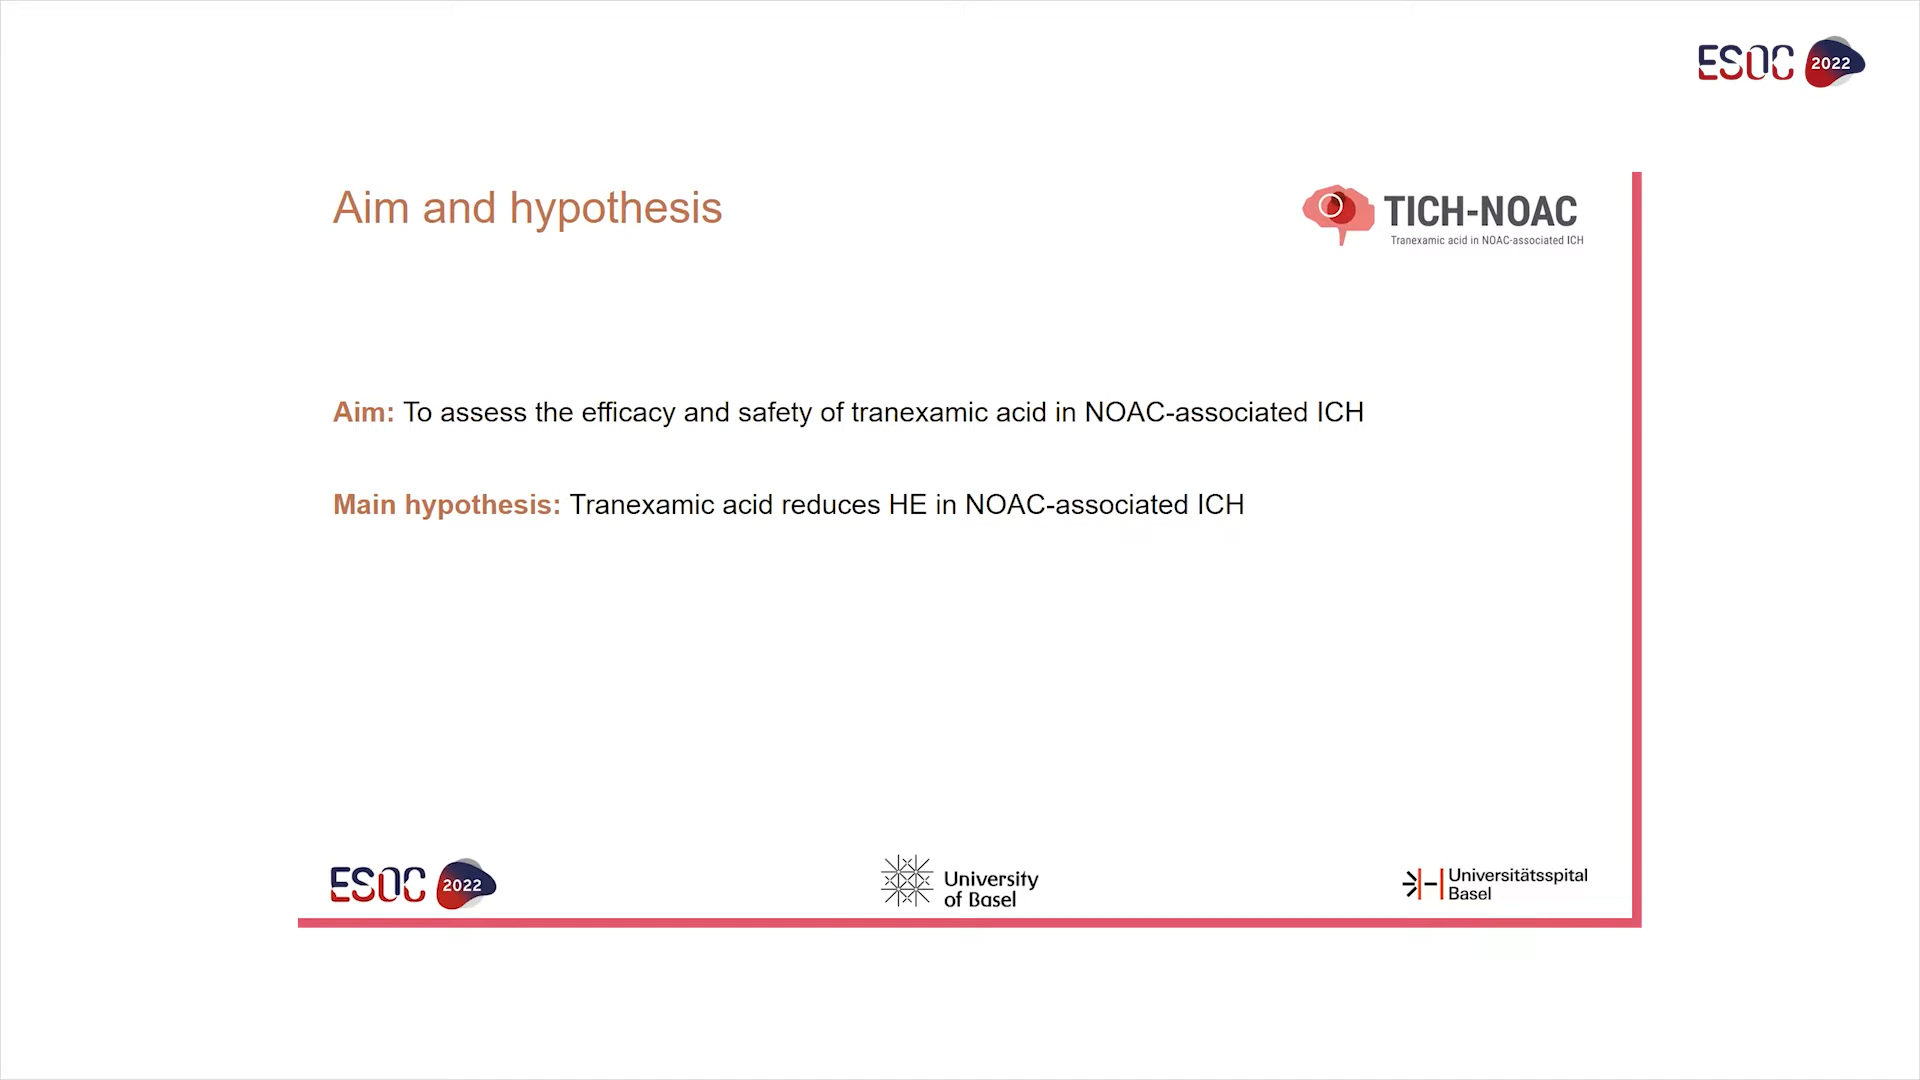 ESOC 2022
Aim and hypothesis
TICH-NOAC
Tranexamic acid in NOAC-associated ICH
Aim: To assess the efficacy and safety of tranexamic acid in NOAC-associated ICH
Main hypothesis: Tranexamic acid reduces HE in NOAC-associated ICH
ESOC 2022
University
of Basel
Universitätsspital
Basel